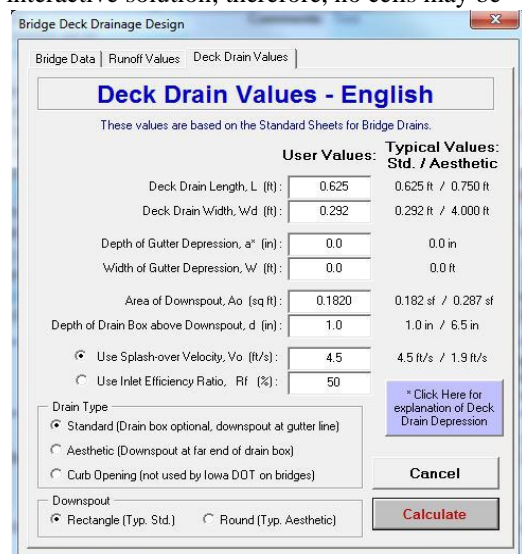 interactive solution, therefore, no cells may be
Bridge Deck Drainage Design
Bridge Data | Runoff Values | Deck Drain Values
Deck Drain Values - English
These values are based on the Standard Sheets for Bridge Drains.
User Values: Typical Values: Std. / Aesthetic
Deck Drain Length, L (ft): 0.625 0.625 ft / 0.750 ft
Deck Drain Width, Wd (ft): 0.292 0.292 ft / 4.000 ft
Depth of Gutter Depression, a* (in): 0.0 0.0 in
Width of Gutter Depression, W (ft): 0.0 0.0 ft
Area of Downspout, Ao (sq ft): 0.1820 0.182 sf / 0.287 sf
Depth of Drain Box above Downspout, d (in): 1.0 1.0 in / 6.5 in
Use Splash-over Velocity, Vo (ft/s): 4.5 4.5 ft/s / 1.9 ft/s
Use Inlet Efficiency Ratio, Rf (%): 50
* Click Here for
explanation of Deck
Drain Depression
Drain Type
Standard (Drain box optional, downspout at gutter line)
Aesthetic (Downspout at far end of drain box)
Curb Opening (not used by Iowa DOT on bridges)
Cancel
Downspout
Rectangle (Typ. Std.) Round (Typ. Aesthetic)
Calculate